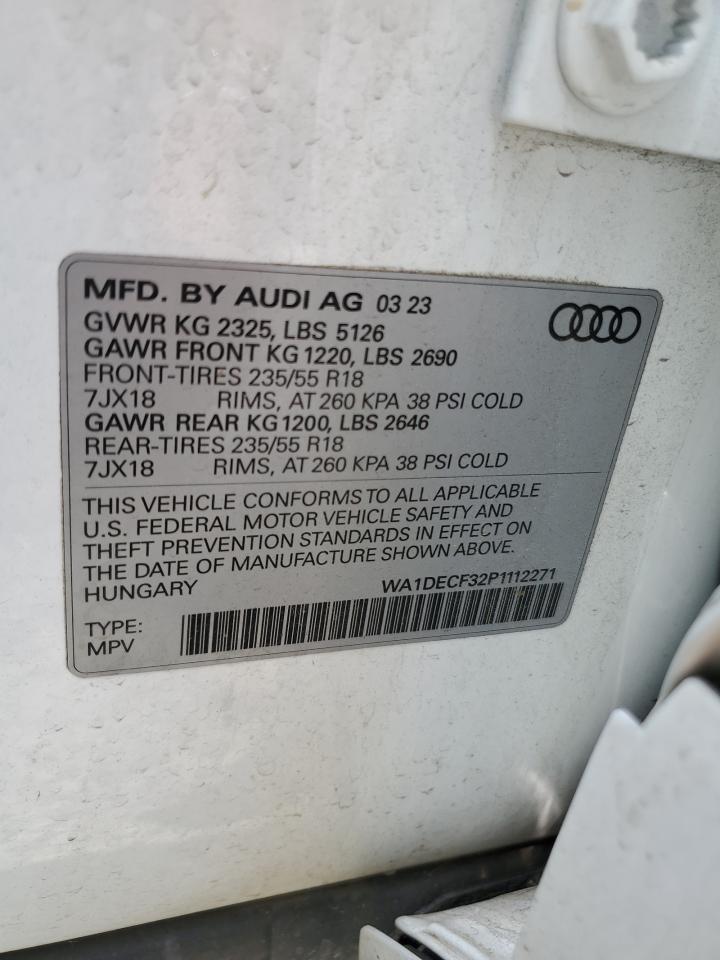 MFD. BY AUDI AG 03 23
GVWR KG 2325, LBS 5126
GAWR FRONT KG 1220, LBS 2690
FRONT-TIRES 235/55 R18
7JX18 RIMS, AT 260 KPA 38 PSI COLD
GAWR REAR KG 1200, LBS 2646
REAR-TIRES 235/55 R18
7JX18 RIMS, AT 260 KPA 38 PSI COLD
THIS VEHICLE CONFORMS TO ALL APPLICABLE
U.S. FEDERAL MOTOR VEHICLE SAFETY AND
THEFT PREVENTION STANDARDS IN EFFECT ON
THE DATE OF MANUFACTURE SHOWN ABOVE.
HUNGARY WA1DECF32P1112271
TYPE:
MPV